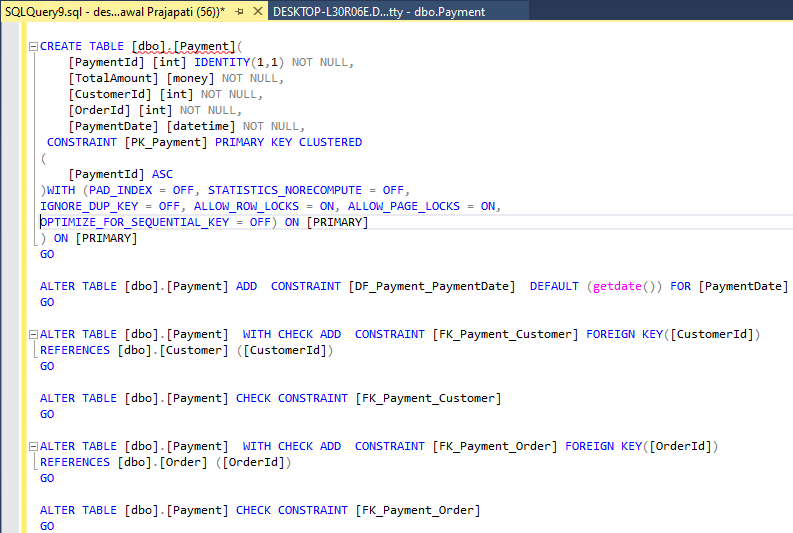 SQLQuery9.sql - des...awal Prajapati (56))*
DESKTOP-L30R06E.D...tty - dbo.Payment
CREATE TABLE [dbo].[Payment](
[PaymentId] [int] IDENTITY(1,1) NOT NULL,
[TotalAmount] [money] NOT NULL,
[CustomerId] [int] NOT NULL,
[OrderId] [int] NOT NULL,
[PaymentDate] [datetime] NOT NULL,
CONSTRAINT [PK_Payment] PRIMARY KEY CLUSTERED
(
[PaymentId] ASC
)WITH (PAD_INDEX = OFF, STATISTICS_NORECOMPUTE = OFF,
IGNORE_DUP_KEY = OFF, ALLOW_ROW_LOCKS = ON, ALLOW_PAGE_LOCKS = ON,
OPTIMIZE_FOR_SEQUENTIAL_KEY = OFF) ON [PRIMARY]
) ON [PRIMARY]
GO
ALTER TABLE [dbo].[Payment] ADD  CONSTRAINT [DF_Payment_PaymentDate]  DEFAULT (getdate()) FOR [PaymentDate]
GO
ALTER TABLE [dbo].[Payment]  WITH CHECK ADD  CONSTRAINT [FK_Payment_Customer] FOREIGN KEY([CustomerId])
REFERENCES [dbo].[Customer] ([CustomerId])
GO
ALTER TABLE [dbo].[Payment] CHECK CONSTRAINT [FK_Payment_Customer]
GO
ALTER TABLE [dbo].[Payment]  WITH CHECK ADD  CONSTRAINT [FK_Payment_Order] FOREIGN KEY([OrderId])
REFERENCES [dbo].[Order] ([OrderId])
GO
ALTER TABLE [dbo].[Payment] CHECK CONSTRAINT [FK_Payment_Order]
GO